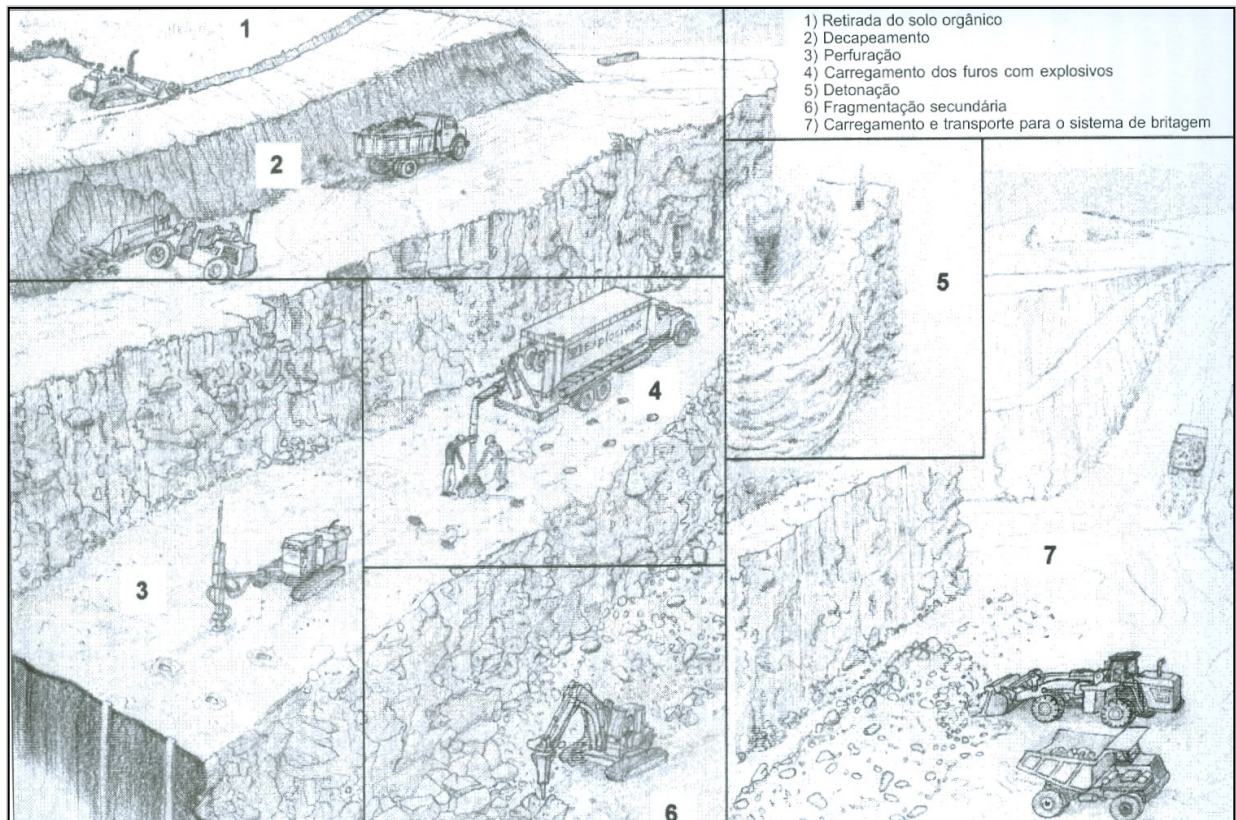 1) Retirada do solo orgânico
2) Decapeamento
3) Perfuração
4) Carregamento dos furos com explosivos
5) Detonação
6) Fragmentação secundária
7) Carregamento e transporte para o sistema de britagem
1
2
Explosivos
4
5
3
7
6